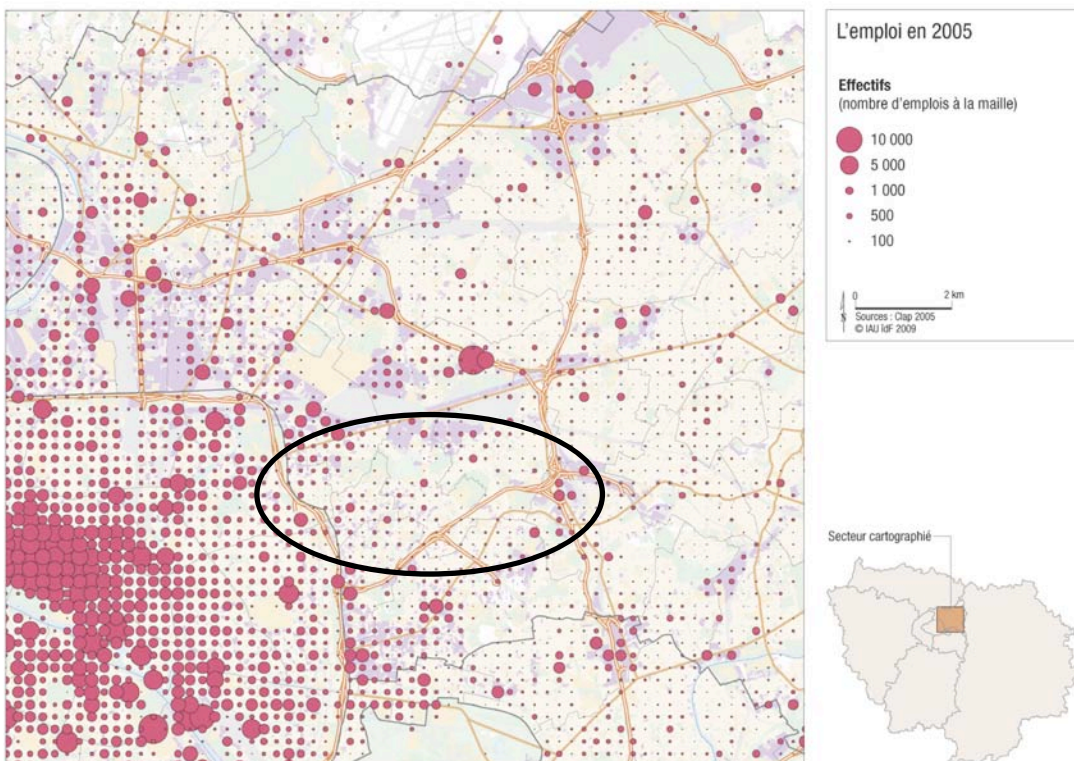 L'emploi en 2005
Effectifs
(nombre d'emplois à la maille)
10 000
5 000
1 000
500
100
0 2 km
S
Sources : Clap 2005
© IAU îdF 2009
Secteur cartographié